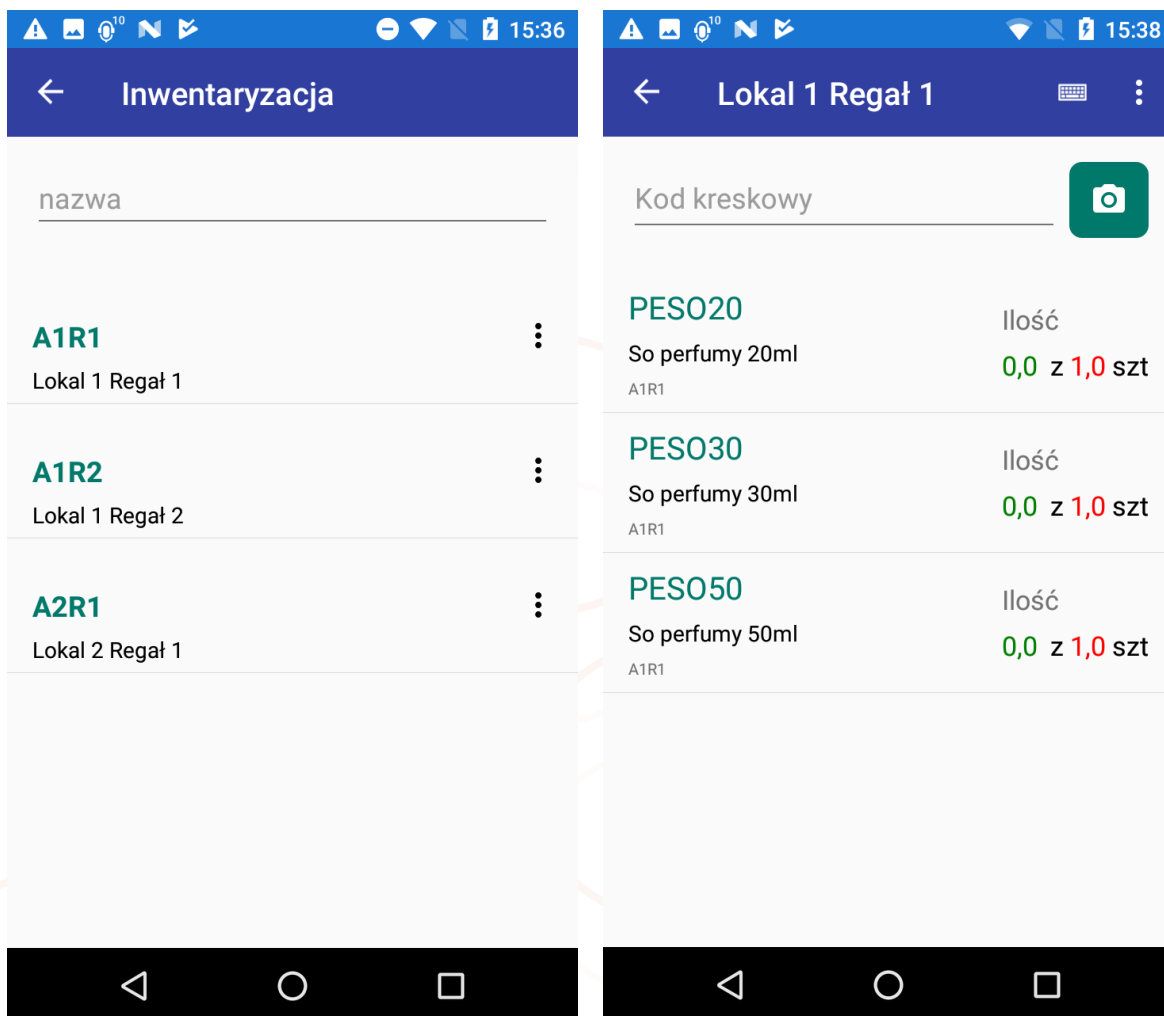 10
15:36
Inwentaryzacja
nazwa
A1R1
Lokal 1 Regał 1
A1R2
Lokal 1 Regał 2
A2R1
Lokal 2 Regał 1
10
15:38
Lokal 1 Regał 1
Kod kreskowy
PESO20
Ilość
So perfumy 20ml
0,0 z 1,0 szt
A1R1
PESO30
Ilość
So perfumy 30ml
0,0 z 1,0 szt
A1R1
PESO50
Ilość
So perfumy 50ml
0,0 z 1,0 szt
A1R1